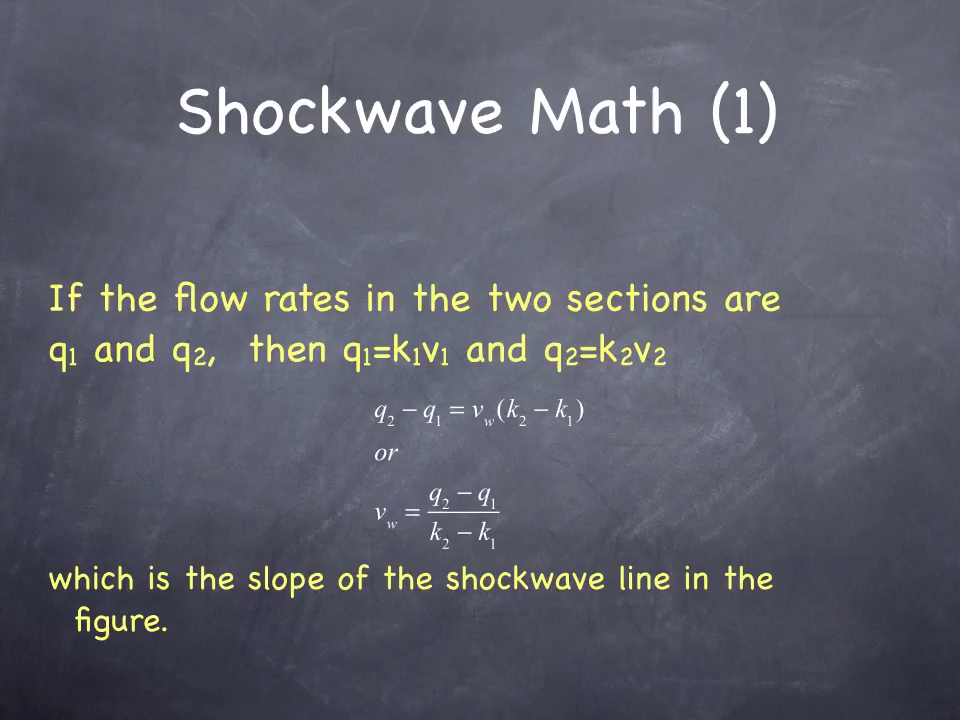 Shockwave Math (1)
If the flow rates in the two sections are
q₁ and q₂, then q₁=k₁v₁ and q₂=k₂v₂
q₂ − q₁ = v_w(k₂ − k₁)
or
v_w = (q₂ − q₁)/(k₂ − k₁)
which is the slope of the shockwave line in the
figure.